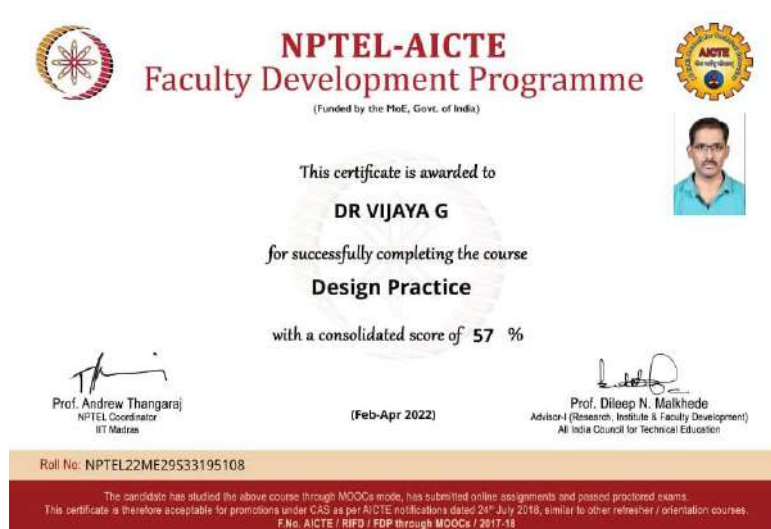 NPTEL-AICTE
Faculty Development Programme
(Funded by the MoE, Govt. of India)
AICTE
This certificate is awarded to
DR VIJAYA G
for successfully completing the course
Design Practice
with a consolidated score of 57 %
Prof. Andrew Thangaraj
NPTEL Coordinator
IIT Madras
(Feb-Apr 2022)
Prof. Dileep N. Malkhede
Advisor-I (Research, Institute & Faculty Development)
All India Council for Technical Education
Roll No: NPTEL22ME29S33195108
The candidate has studied the above course through MOOCs mode, has submitted online assignments and passed proctored exams.
This certificate is therefore acceptable for promotions under CAS as per AICTE notifications dated 24th July 2018, similar to other refresher / orientation courses.
F.No. AICTE / RIFD / FDP through MOOCs / 2017-18